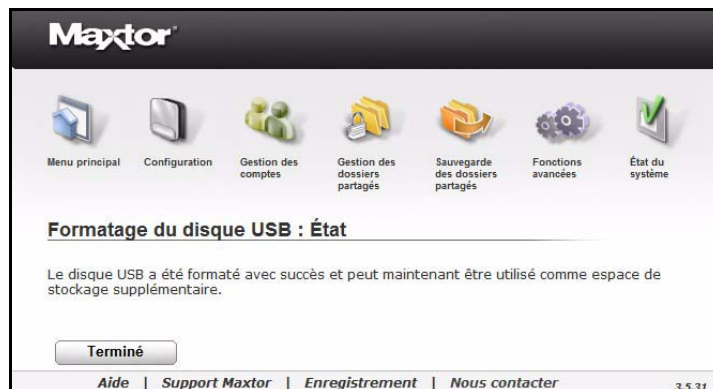 Maxtor
Menu principal
Configuration
Gestion des
comptes
Gestion des
dossiers
partagés
Sauvegarde
des dossiers
partagés
Fonctions
avancées
État du
système
Formatage du disque USB : État
Le disque USB a été formaté avec succès et peut maintenant être utilisé comme espace de
stockage supplémentaire.
Terminé
Aide | Support Maxtor | Enregistrement | Nous contacter
3.5.31